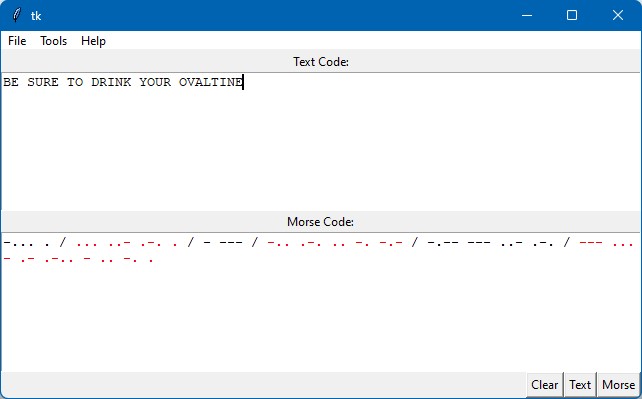 tk
File Tools Help
Text Code:
BE SURE TO DRINK YOUR OVALTINE
Morse Code:
-... . / ... ..- .-. . / - --- / -.. .-. .. -. -.- / -.-- --- ..- .-. / --- ...
- .- .-.. - .. -. .
Clear Text Morse